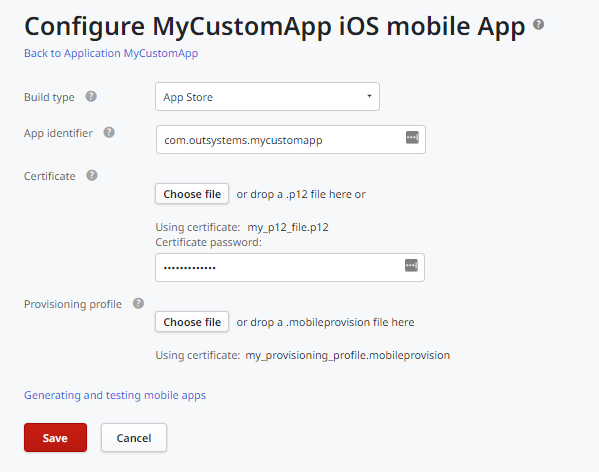 Configure MyCustomApp iOS mobile App ?
Back to Application MyCustomApp
Build type ? App Store
App identifier ? com.outsystems.mycustomapp
Certificate ?
Choose file or drop a .p12 file here or
Using certificate: my_p12_file.p12
Certificate password:
•••••••••••••
Provisioning profile ?
Choose file or drop a .mobileprovision file here
Using certificate: my_provisioning_profile.mobileprovision
Generating and testing mobile apps
Save Cancel